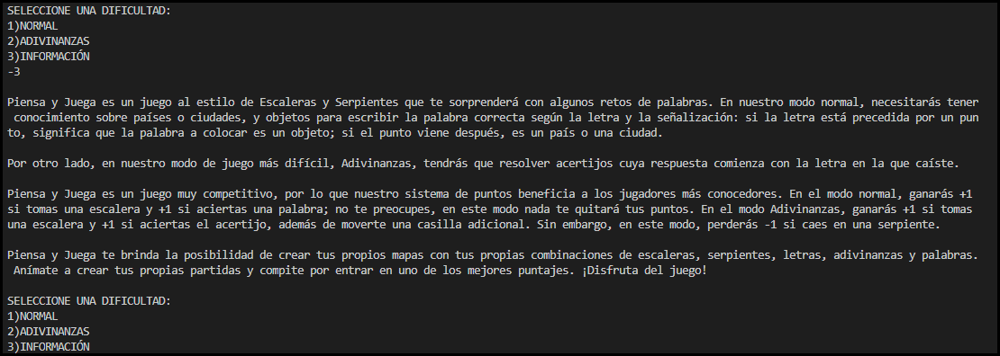 SELECCIONE UNA DIFICULTAD:
1)NORMAL
2)ADIVINANZAS
3)INFORMACIÓN
-3
Piensa y Juega es un juego al estilo de Escaleras y Serpientes que te sorprenderá con algunos retos de palabras. En nuestro modo normal, necesitarás tener
conocimiento sobre países o ciudades, y objetos para escribir la palabra correcta según la letra y la señalización: si la letra está precedida por un pun
to, significa que la palabra a colocar es un objeto; si el punto viene después, es un país o una ciudad.
Por otro lado, en nuestro modo de juego más difícil, Adivinanzas, tendrás que resolver acertijos cuya respuesta comienza con la letra en la que caíste.
Piensa y Juega es un juego muy competitivo, por lo que nuestro sistema de puntos beneficia a los jugadores más conocedores. En el modo normal, ganarás +1
si tomas una escalera y +1 si aciertas una palabra; no te preocupes, en este modo nada te quitará tus puntos. En el modo Adivinanzas, ganarás +1 si tomas
una escalera y +1 si aciertas el acertijo, además de moverte una casilla adicional. Sin embargo, en este modo, perderás -1 si caes en una serpiente.
Piensa y Juega te brinda la posibilidad de crear tus propios mapas con tus propias combinaciones de escaleras, serpientes, letras, adivinanzas y palabras.
Anímate a crear tus propias partidas y compite por entrar en uno de los mejores puntajes. ¡Disfruta del juego!
SELECCIONE UNA DIFICULTAD:
1)NORMAL
2)ADIVINANZAS
3)INFORMACIÓN